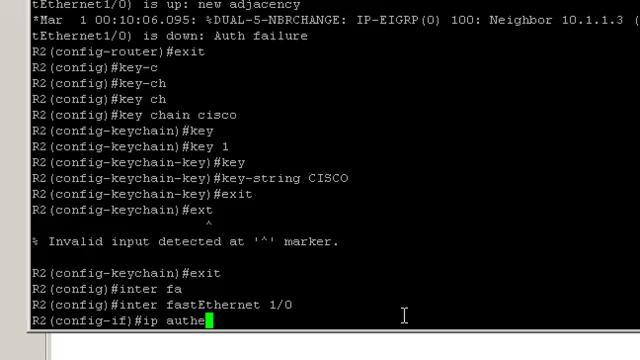 tEthernet1/0) is up: new adjacency
*Mar  1 00:10:06.095: %DUAL-5-NBRCHANGE: IP-EIGRP(0) 100: Neighbor 10.1.1.3 (
tEthernet1/0) is down: Auth failure
R2(config-router)#exit
R2(config)#key-c
R2(config)#key-ch
R2(config)#key ch
R2(config)#key chain cisco
R2(config-keychain)#key
R2(config-keychain)#key 1
R2(config-keychain-key)#key
R2(config-keychain-key)#key-string CISCO
R2(config-keychain-key)#exit
R2(config-keychain)#ext
^
% Invalid input detected at '^' marker.
R2(config-keychain)#exit
R2(config)#inter fa
R2(config)#inter fastEthernet 1/0
R2(config-if)#ip authe